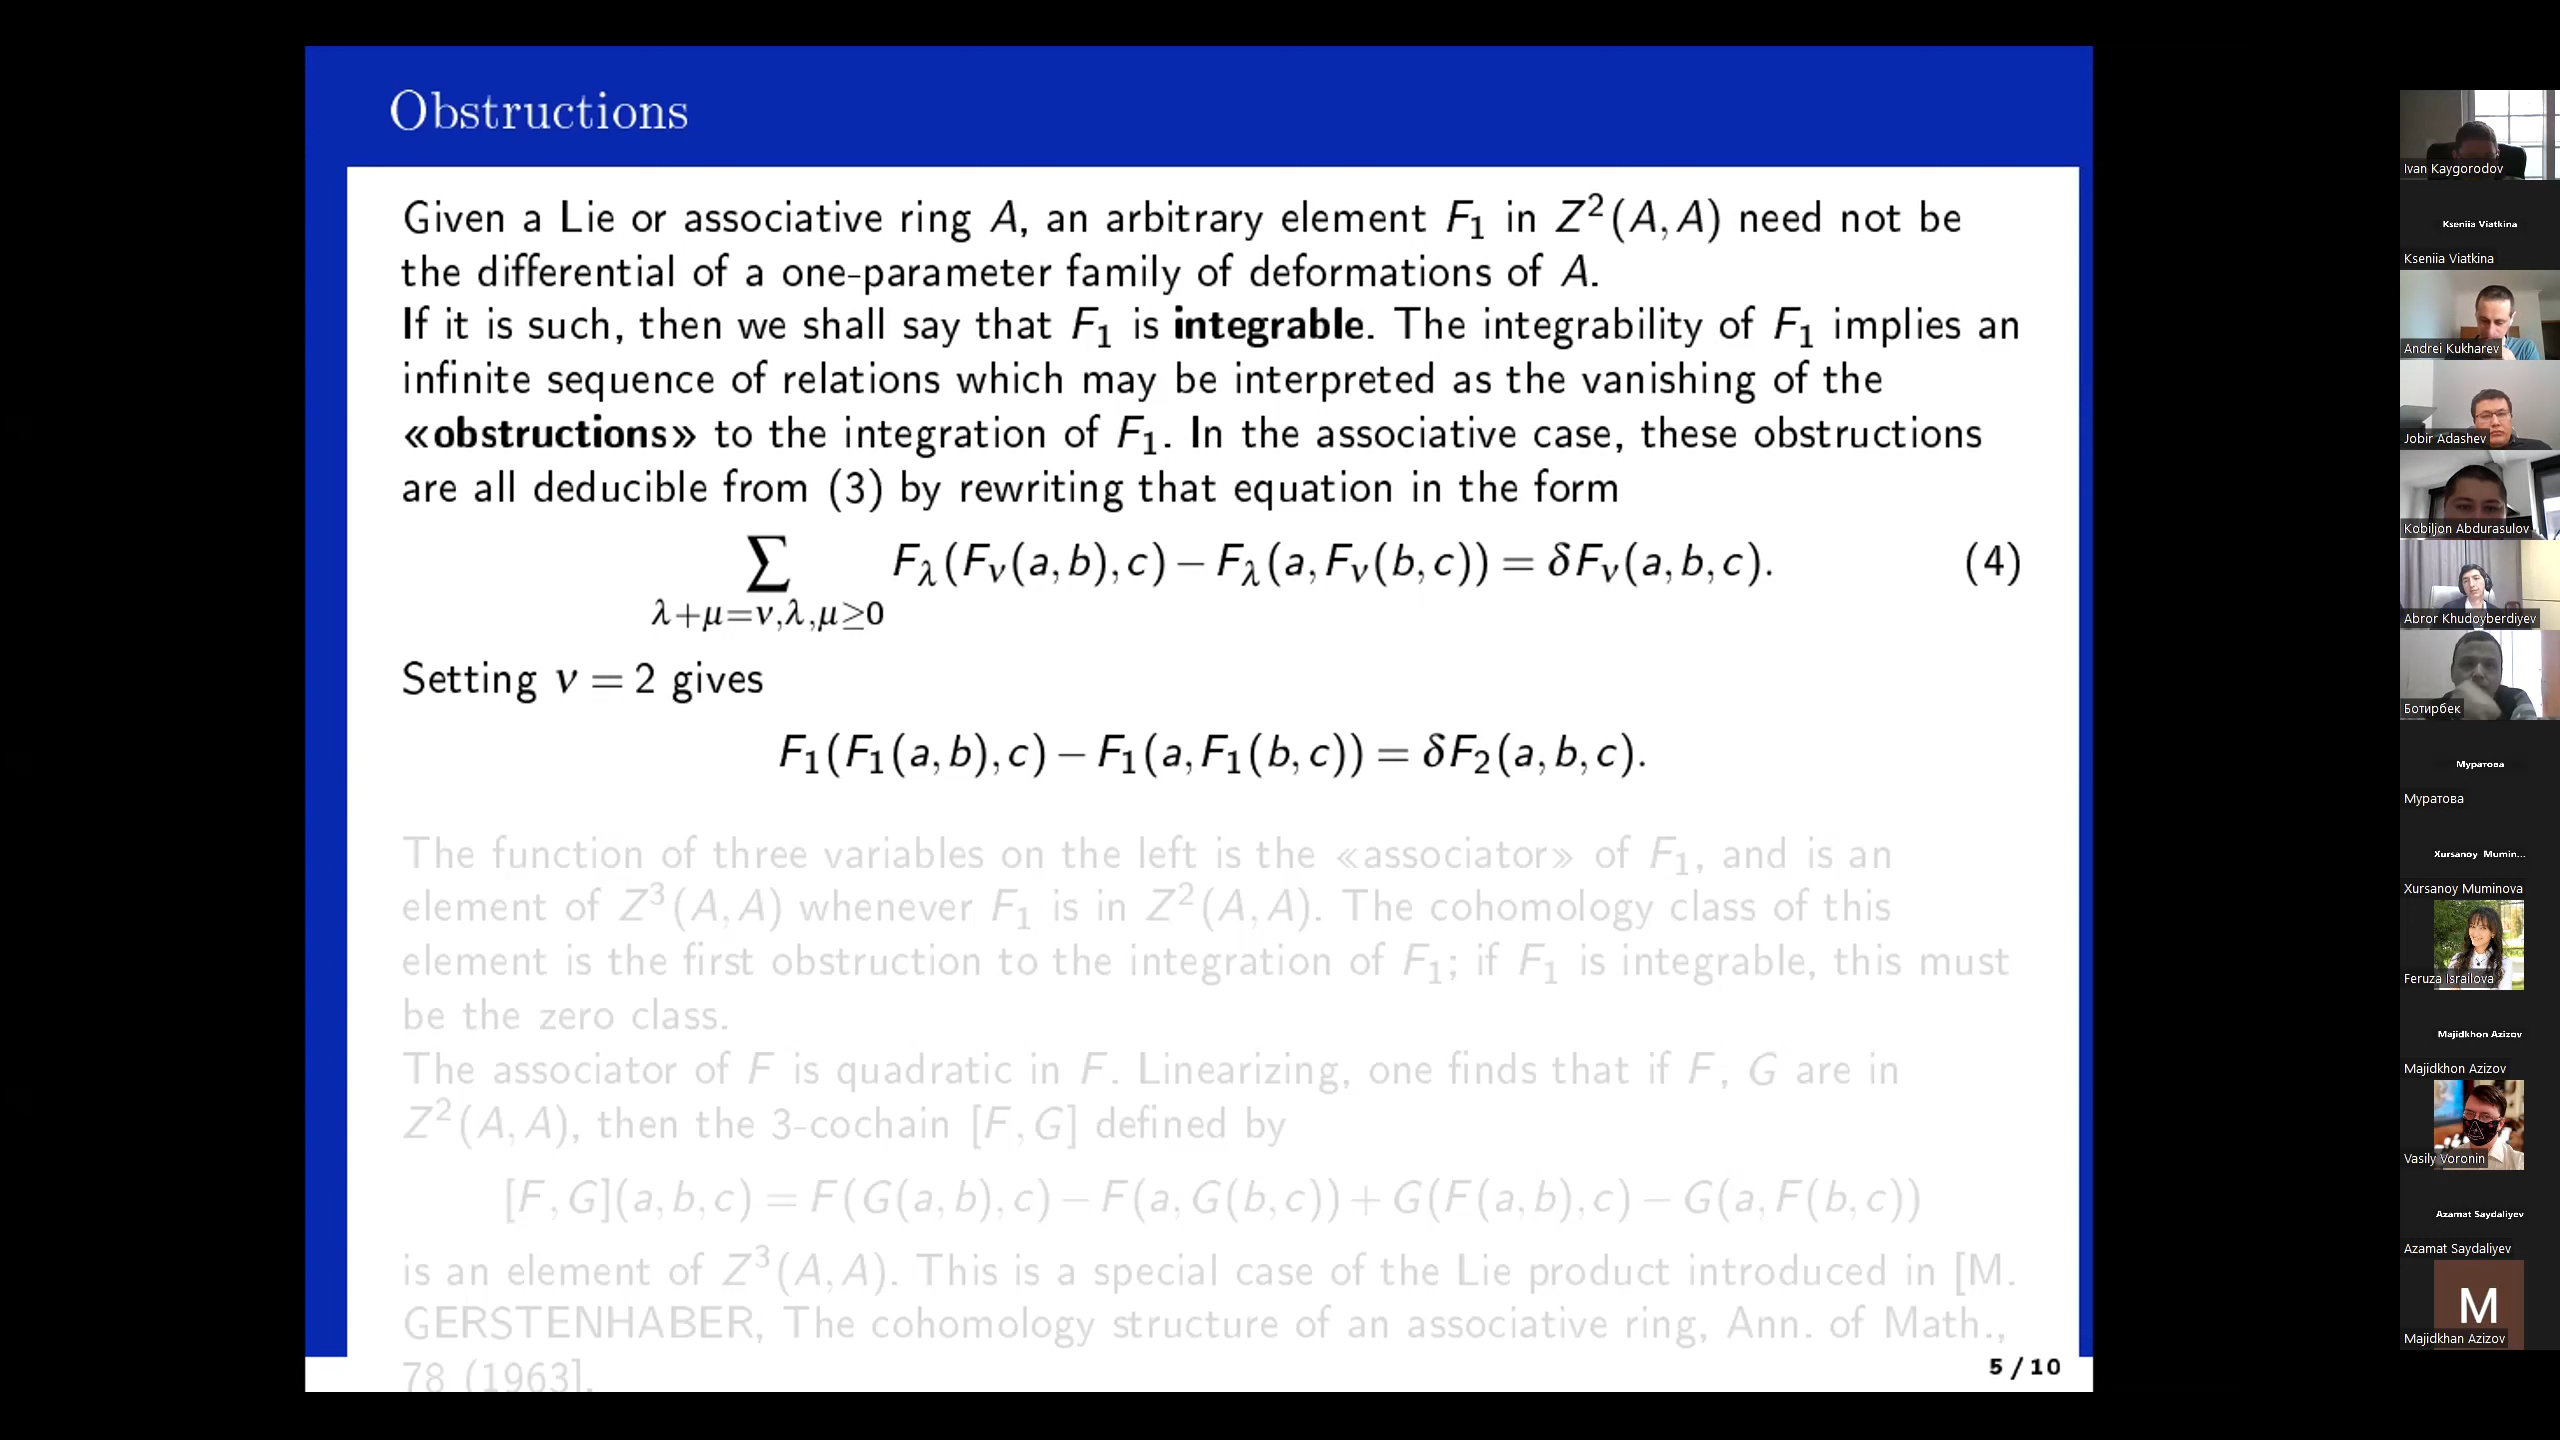 Obstructions
Given a Lie or associative ring A, an arbitrary element F₁ in Z²(A,A) need not be
the differential of a one-parameter family of deformations of A.
If it is such, then we shall say that F₁ is integrable. The integrability of F₁ implies an
infinite sequence of relations which may be interpreted as the vanishing of the
«obstructions» to the integration of F₁. In the associative case, these obstructions
are all deducible from (3) by rewriting that equation in the form
∑ F_λ(F_ν(a,b),c) − F_λ(a,F_ν(b,c)) = δF_ν(a,b,c). (4)
λ+μ=ν,λ,μ≥0
Setting ν = 2 gives
F₁(F₁(a,b),c) − F₁(a,F₁(b,c)) = δF₂(a,b,c).
The function of three variables on the left is the «associator» of F₁, and is an
element of Z³(A,A) whenever F₁ is in Z²(A,A). The cohomology class of this
element is the first obstruction to the integration of F₁; if F₁ is integrable, this must
be the zero class.
The associator of F is quadratic in F. Linearizing, one finds that if F, G are in
Z²(A,A), then the 3-cochain [F,G] defined by
[F,G](a,b,c) = F(G(a,b),c) − F(a,G(b,c)) + G(F(a,b),c) − G(a,F(b,c))
is an element of Z³(A,A). This is a special case of the Lie product introduced in [M.
GERSTENHABER, The cohomology structure of an associative ring, Ann. of Math.,
78 (1963].
5 / 10
Ivan Kaygorodov
Kseniia Viatkina
Kseniia Viatkina
Andrei Kukharev
Jobir Adashev
Kobiljon Abdurasulov
Abror Khudoyberdiyev
Ботирбек
Муратова
Муратова
Xursanoy Mumin...
Xursanoy Muminova
Feruza Israilova
Majidkhon Azizov
Majidkhon Azizov
Vasily Voronin
Azamat Saydaliyev
Azamat Saydaliyev
M
Majidkhan Azizov